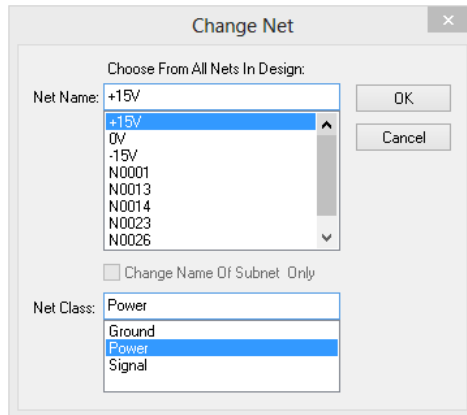 Change Net
Choose From All Nets In Design:
Net Name: +15V
OK
+15V
Cancel
0V
-15V
N0001
N0013
N0014
N0023
N0026
Change Name Of Subnet Only
Net Class: Power
Ground
Power
Signal